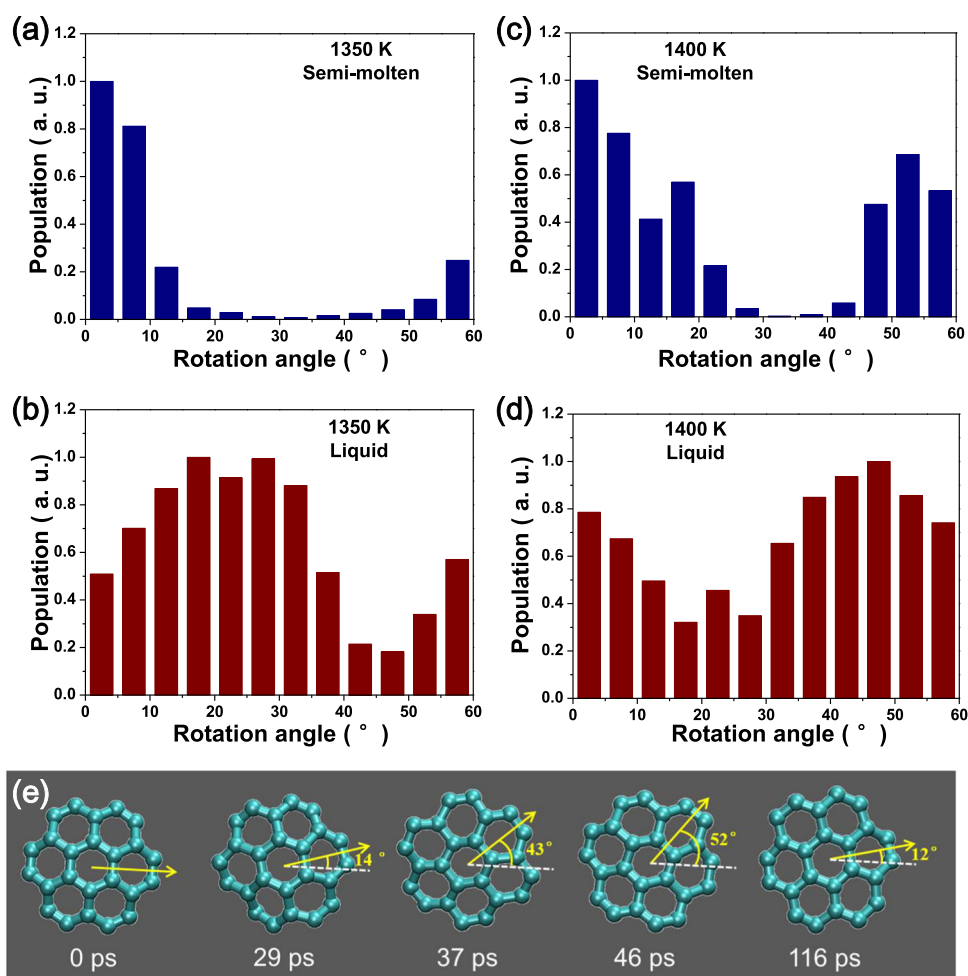 (a)
1.2
1.0
0.8
0.6
0.4
0.2
0.0
Population ( a. u.)
1350 K
Semi-molten
0 10 20 30 40 50 60
Rotation angle ( ° )
(c)
1.2
1.0
0.8
0.6
0.4
0.2
0.0
Population ( a. u.)
1400 K
Semi-molten
0 10 20 30 40 50 60
Rotation angle ( ° )
(b)
1.2
1.0
0.8
0.6
0.4
0.2
0.0
Population ( a. u.)
1350 K
Liquid
0 10 20 30 40 50 60
Rotation angle ( ° )
(d)
1.2
1.0
0.8
0.6
0.4
0.2
0.0
Population ( a. u.)
1400 K
Liquid
0 10 20 30 40 50 60
Rotation angle ( ° )
(e)
14°
43°
52°
12°
0 ps 29 ps 37 ps 46 ps 116 ps